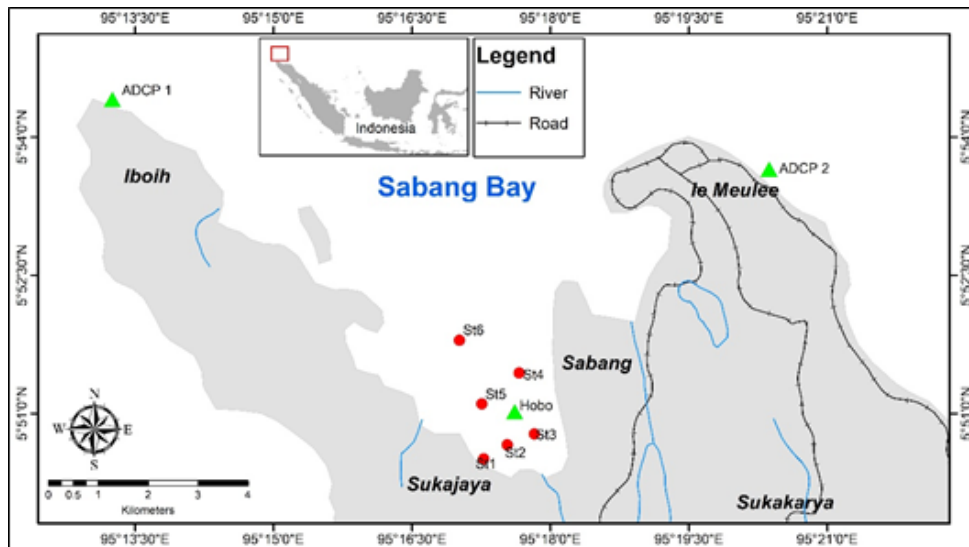 95°13'30"E 95°15'0"E 95°16'30"E 95°18'0"E 95°19'30"E 95°21'0"E
ADCP 1
Indonesia
Legend
River
Road
5°54'0"N
5°54'0"N
Iboih
Sabang Bay
Ie Meulee
ADCP 2
5°52'30"N
5°52'30"N
St6
St4
Sabang
St5
Hobo
5°51'0"N
5°51'0"N
St3
St2
St1
N
W E
S
Sukajaya
Sukakarya
0 0.5 1 2 3 4
Kilometers
95°13'30"E 95°15'0"E 95°16'30"E 95°18'0"E 95°19'30"E 95°21'0"E